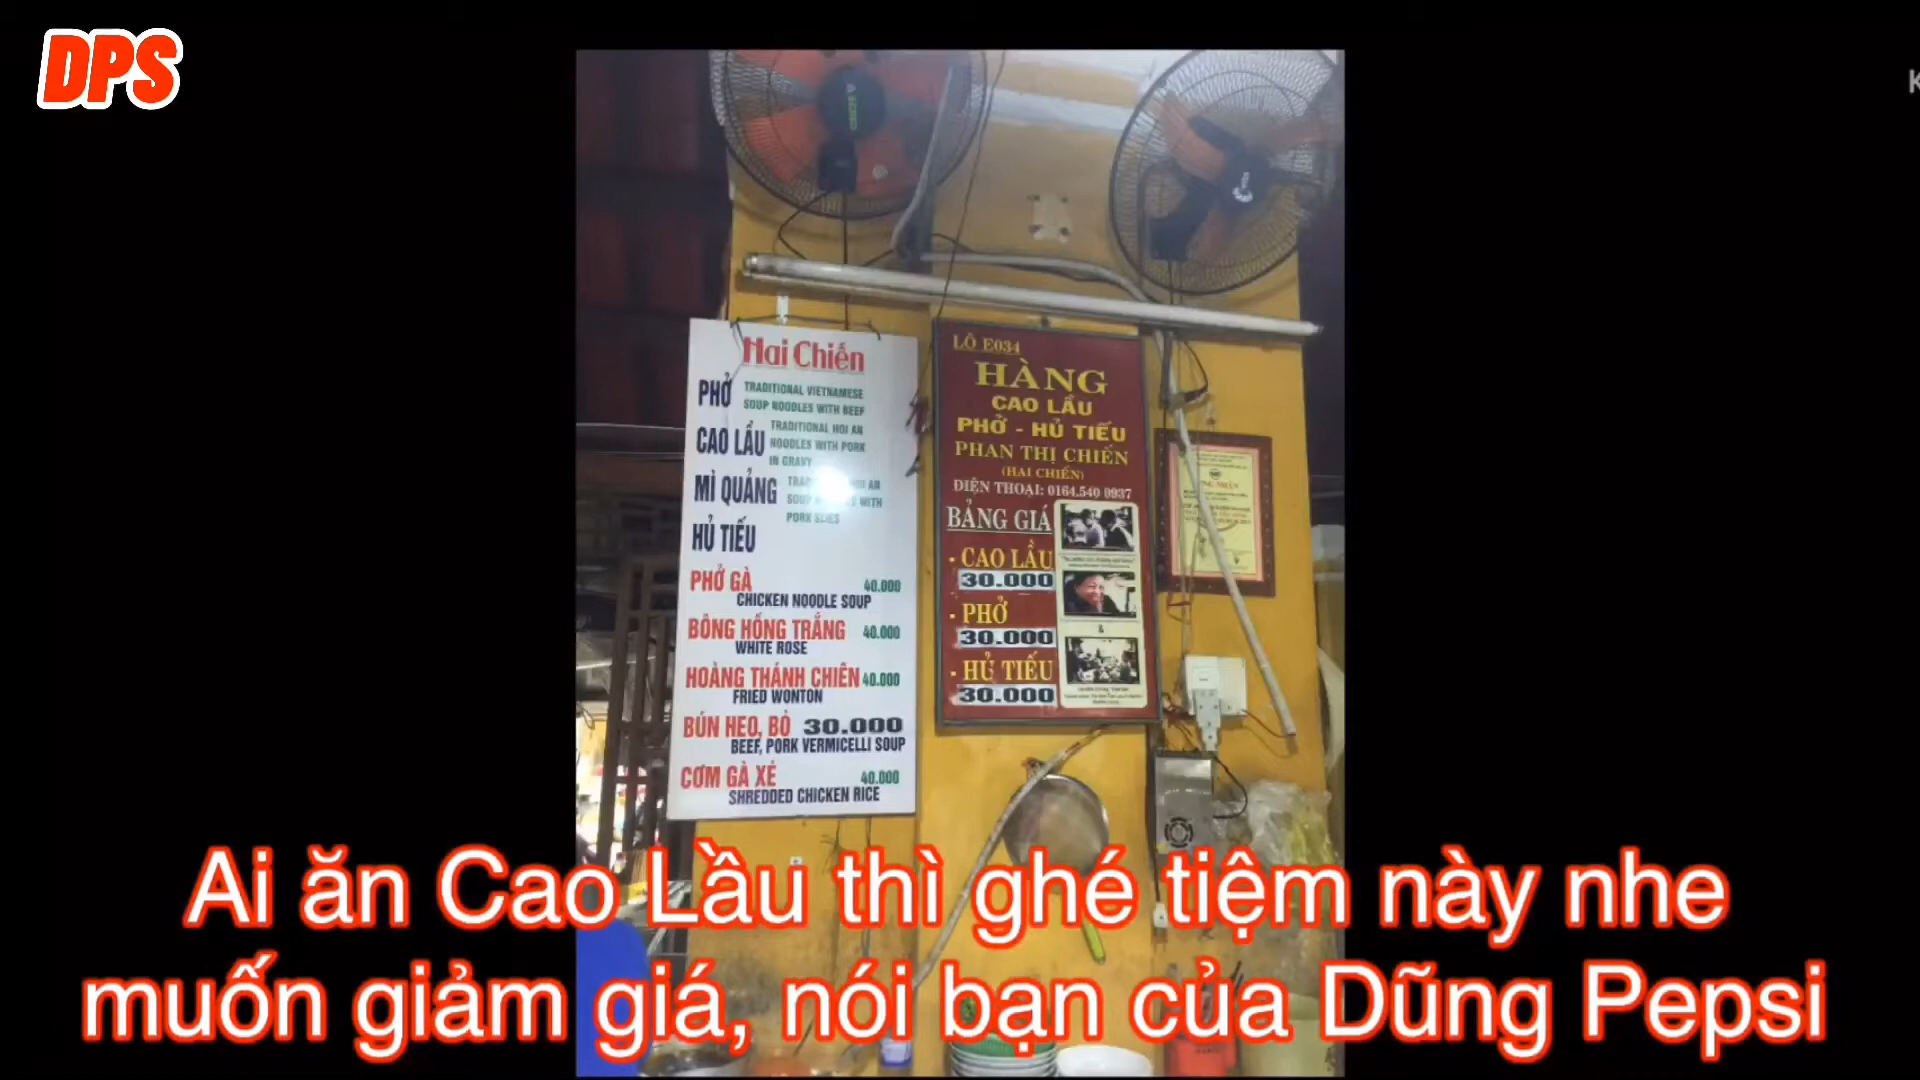 DPS
K
Hai Chiến
PHỞ TRADITIONAL VIETNAMESE
SOUP NOODLES WITH BEEF
CAO LẦU TRADITIONAL HOI AN
NOODLES WITH PORK
IN GRAVY
MÌ QUẢNG
SOUP
WITH
PORK
HỦ TIẾU
PHỞ GÀ 40.000
CHICKEN NOODLE SOUP
BÔNG HỒNG TRẮNG 40.000
WHITE ROSE
HOÀNG THÁNH CHIÊN 40.000
FRIED WONTON
BÚN HEO, BÒ 30.000
BEEF, PORK VERMICELLI SOUP
CƠM GÀ XÉ 40.000
SHREDDED CHICKEN RICE
LÔ E034
HÀNG
CAO LẦU
PHỞ - HỦ TIẾU
PHAN THỊ CHIẾN
(HAI CHIẾN)
ĐIỆN THOẠI: 0164.540 0937
BẢNG GIÁ
- CAO LẦU
30.000
- PHỞ
30.000
- HỦ TIẾU
30.000
&
Ai ăn Cao Lầu thì ghé tiệm này nhe
muốn giảm giá, nói bạn của Dũng Pepsi